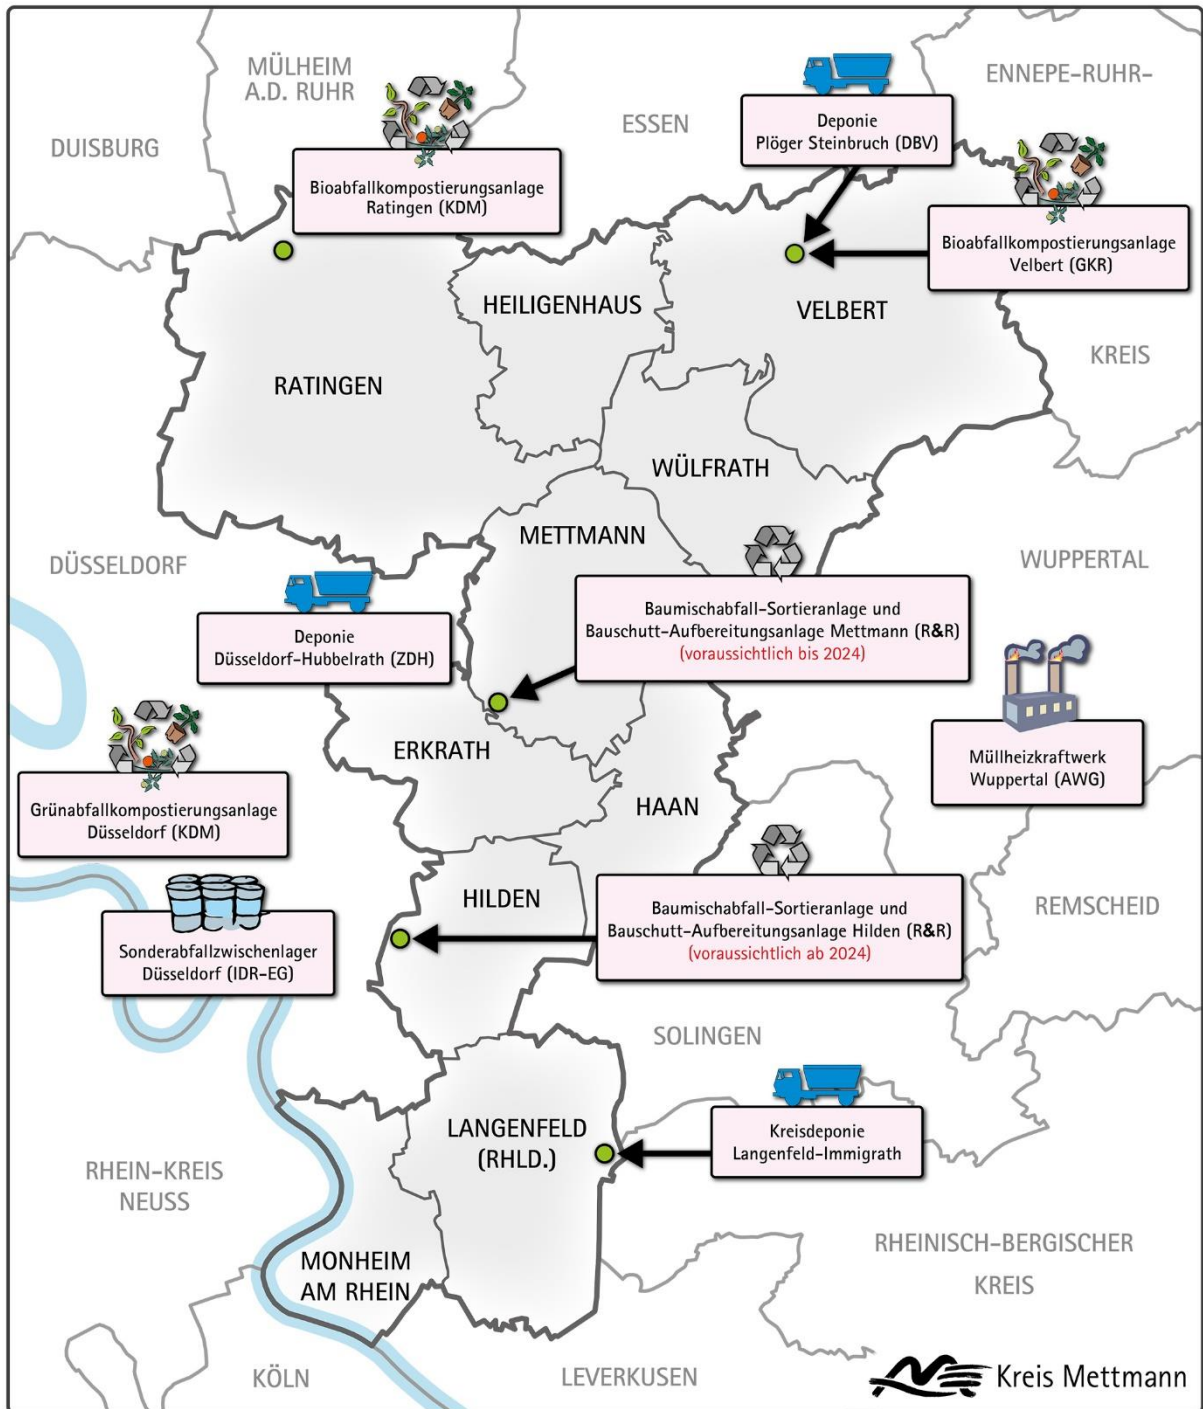 MÜLHEIM
A.D. RUHR
DUISBURG
ESSEN
ENNEPE-RUHR-
Deponie
Plöger Steinbruch (DBV)
Bioabfallkompostierungsanlage
Ratingen (KDM)
Bioabfallkompostierungsanlage
Velbert (GKR)
HEILIGENHAUS
VELBERT
KREIS
RATINGEN
WÜLFRATH
METTMANN
DÜSSELDORF
WUPPERTAL
Baumischabfall-Sortieranlage und
Bauschutt-Aufbereitungsanlage Mettmann (R&R)
(voraussichtlich bis 2024)
Deponie
Düsseldorf-Hubbelrath (ZDH)
ERKRATH
Müllheizkraftwerk
Wuppertal (AWG)
Grünabfallkompostierungsanlage
Düsseldorf (KDM)
HAAN
HILDEN
Baumischabfall-Sortieranlage und
Bauschutt-Aufbereitungsanlage Hilden (R&R)
(voraussichtlich ab 2024)
REMSCHEID
Sonderabfallzwischenlager
Düsseldorf (IDR-EG)
SOLINGEN
LANGENFELD
(RHLD.)
Kreisdeponie
Langenfeld-Immigrath
RHEIN-KREIS
NEUSS
MONHEIM
AM RHEIN
RHEINISCH-BERGISCHER
KREIS
KÖLN
LEVERKUSEN
Kreis Mettmann